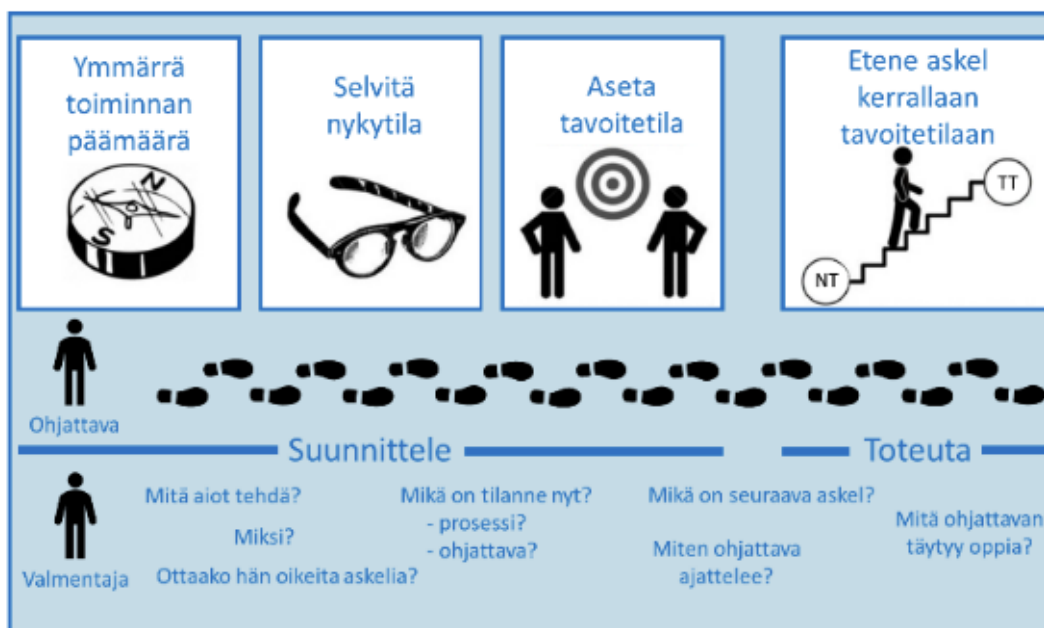 Ymmärrä
toiminnan
päämäärä
Selvitä
nykytila
Aseta
tavoitetila
Etene askel
kerrallaan
tavoitetilaan
N
S
TT
NT
Ohjattava
Suunnittele
Toteuta
Valmentaja
Mitä aiot tehdä?
Miksi?
Ottaako hän oikeita askelia?
Mikä on tilanne nyt?
- prosessi?
- ohjattava?
Mikä on seuraava askel?
Miten ohjattava
ajattelee?
Mitä ohjattavan
täytyy oppia?